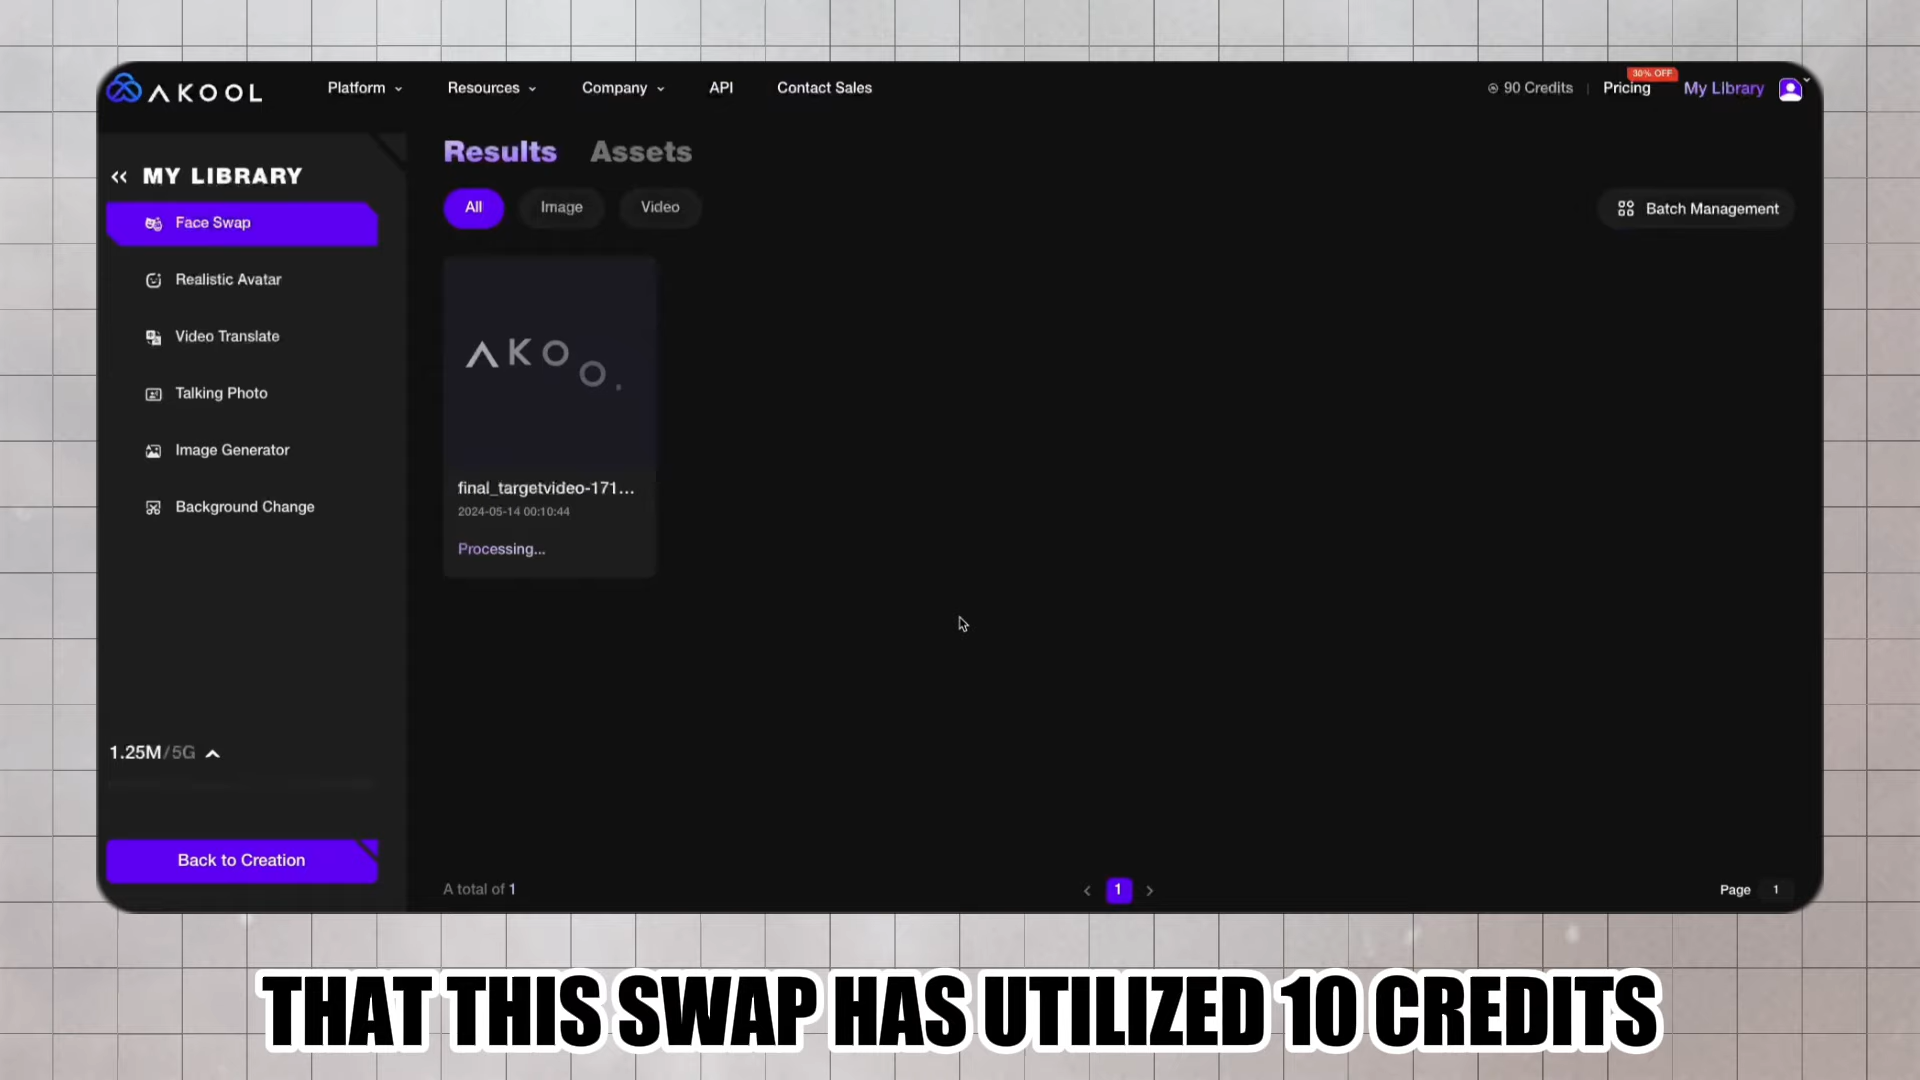 AKOOL
Platform
Resources
Company
API
Contact Sales
90 Credits
30% OFF
Pricing
My Library
MY LIBRARY
Face Swap
Realistic Avatar
Video Translate
Talking Photo
Image Generator
Background Change
1.25M/5G
Back to Creation
Results
Assets
All
Image
Video
Batch Management
AKOO.
final_targetvideo-171...
2024-05-14 00:10:44
Processing...
A total of 1
1
Page 1
THAT THIS SWAP HAS UTILIZED 10 CREDITS